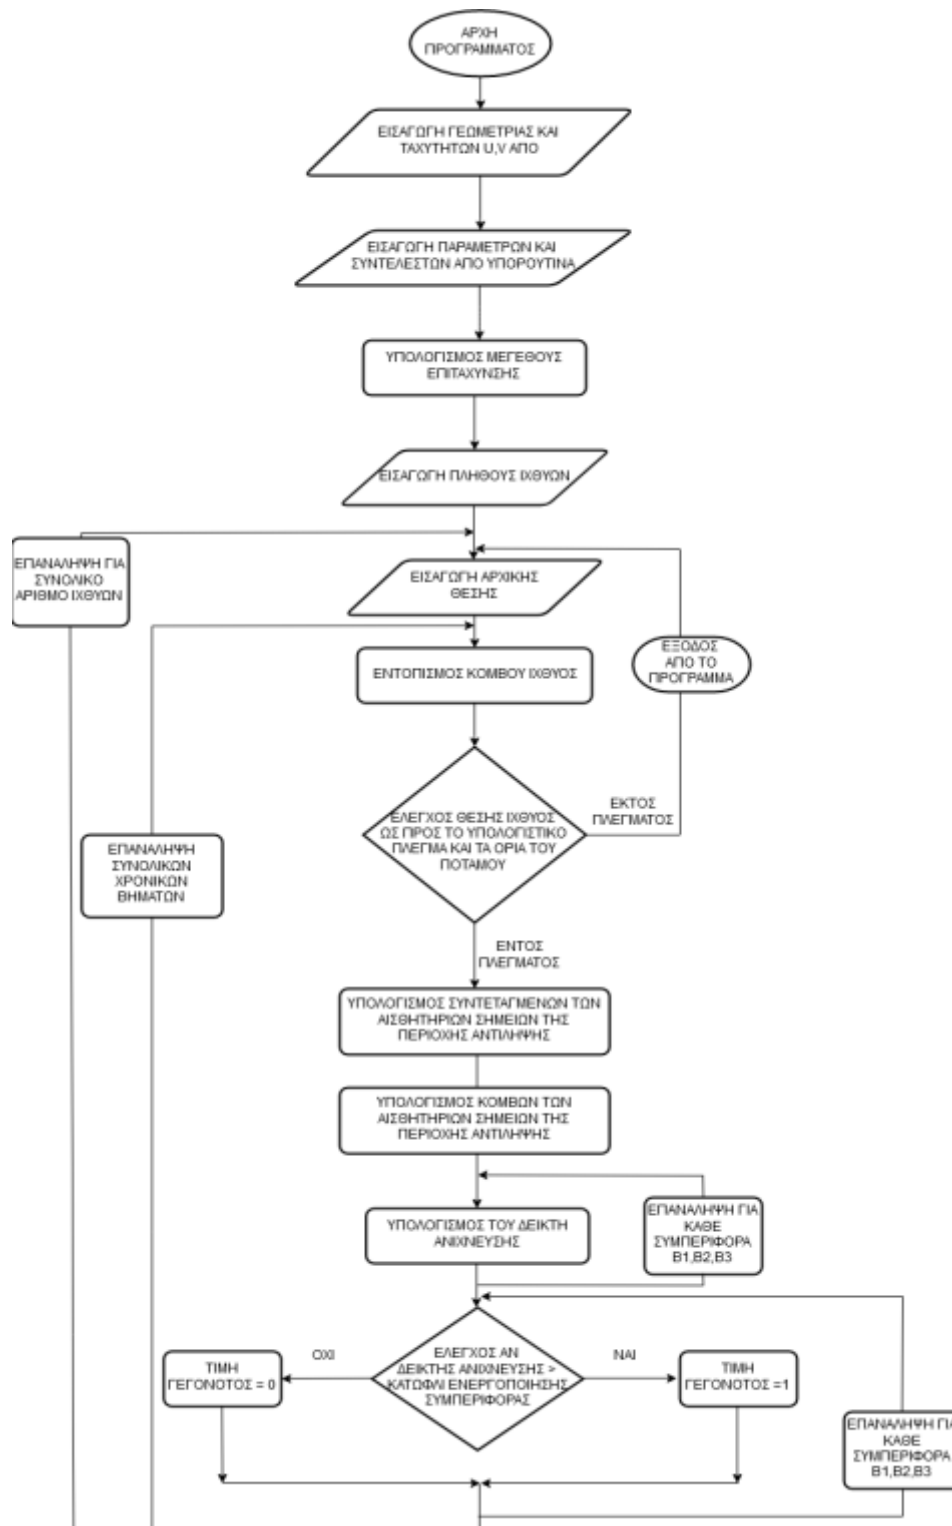 ΑΡΧΗ
ΠΡΟΓΡΑΜΜΑΤΟΣ
ΕΙΣΑΓΩΓΗ ΓΕΩΜΕΤΡΙΑΣ ΚΑΙ
ΤΑΧΥΤΗΤΩΝ U,V ΑΠΟ
ΕΙΣΑΓΩΓΗ ΠΑΡΑΜΕΤΡΩΝ ΚΑΙ
ΣΥΝΤΕΛΕΣΤΩΝ ΑΠΟ ΥΠΟΡΟΥΤΙΝΑ
ΥΠΟΛΟΓΙΣΜΟΣ ΜΕΓΕΘΟΥΣ
ΕΠΙΤΑΧΥΝΣΗΣ
ΕΙΣΑΓΩΓΗ ΠΛΗΘΟΥΣ ΙΧΘΥΩΝ
ΕΠΑΝΑΛΗΨΗ ΓΙΑ
ΣΥΝΟΛΙΚΟ
ΑΡΙΘΜΟ ΙΧΘΥΩΝ
ΕΙΣΑΓΩΓΗ ΑΡΧΙΚΗΣ
ΘΕΣΗΣ
ΕΞΟΔΟΣ
ΑΠΟ ΤΟ
ΠΡΟΓΡΑΜΜΑ
ΕΝΤΟΠΙΣΜΟΣ ΚΟΜΒΟΥ ΙΧΘΥΟΣ
ΕΛΕΓΧΟΣ ΘΕΣΗΣ ΙΧΘΥΟΣ
ΩΣ ΠΡΟΣ ΤΟ ΥΠΟΛΟΓΙΣΤΙΚΟ
ΠΛΕΓΜΑ ΚΑΙ ΤΑ ΟΡΙΑ ΤΟΥ
ΠΟΤΑΜΟΥ
ΕΚΤΟΣ
ΠΛΕΓΜΑΤΟΣ
ΕΠΑΝΑΛΗΨΗ
ΣΥΝΟΛΙΚΩΝ
ΧΡΟΝΙΚΩΝ
ΒΗΜΑΤΩΝ
ΕΝΤΟΣ
ΠΛΕΓΜΑΤΟΣ
ΥΠΟΛΟΓΙΣΜΟΣ ΣΥΝΤΕΤΑΓΜΕΝΩΝ ΤΩΝ
ΑΙΣΘΗΤΗΡΙΩΝ ΣΗΜΕΙΩΝ ΤΗΣ
ΠΕΡΙΟΧΗΣ ΑΝΤΙΛΗΨΗΣ
ΥΠΟΛΟΓΙΣΜΟΣ ΚΟΜΒΩΝ ΤΩΝ
ΑΙΣΘΗΤΗΡΙΩΝ ΣΗΜΕΙΩΝ ΤΗΣ
ΠΕΡΙΟΧΗΣ ΑΝΤΙΛΗΨΗΣ
ΥΠΟΛΟΓΙΣΜΟΣ ΤΟΥ ΔΕΙΚΤΗ
ΑΝΙΧΝΕΥΣΗΣ
ΕΠΑΝΑΛΗΨΗ ΓΙΑ
ΚΑΘΕ
ΣΥΜΠΕΡΙΦΟΡΑ
Β1,Β2,Β3
ΕΛΕΓΧΟΣ ΑΝ
ΔΕΙΚΤΗΣ ΑΝΙΧΝΕΥΣΗΣ >
ΚΑΤΩΦΛΙ ΕΝΕΡΓΟΠΟΙΗΣΗΣ
ΣΥΜΠΕΡΙΦΟΡΑΣ
ΟΧΙ
ΝΑΙ
ΤΙΜΗ
ΓΕΓΟΝΟΤΟΣ = 0
ΤΙΜΗ
ΓΕΓΟΝΟΤΟΣ =1
ΕΠΑΝΑΛΗΨΗ ΓΙΑ
ΚΑΘΕ
ΣΥΜΠΕΡΙΦΟΡΑ
Β1,Β2,Β3